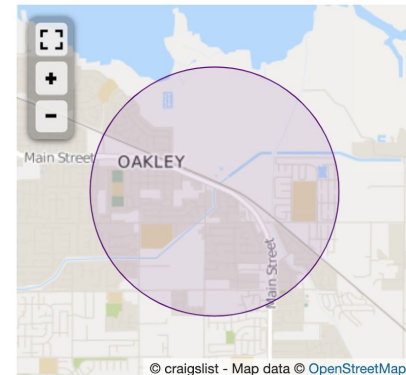 +
−
Main Street
OAKLEY
Main Street
© craigslist - Map data © OpenStreetMap